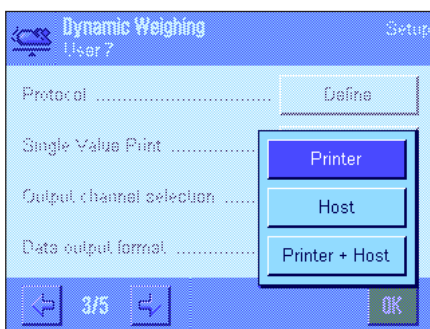 Dynamic Weighing
Setup
User 7
Protocol ........................... Define
Single Value Print ................
Printer
Output channel selection ......
Host
Data output format ................
Printer + Host
3/5
OK